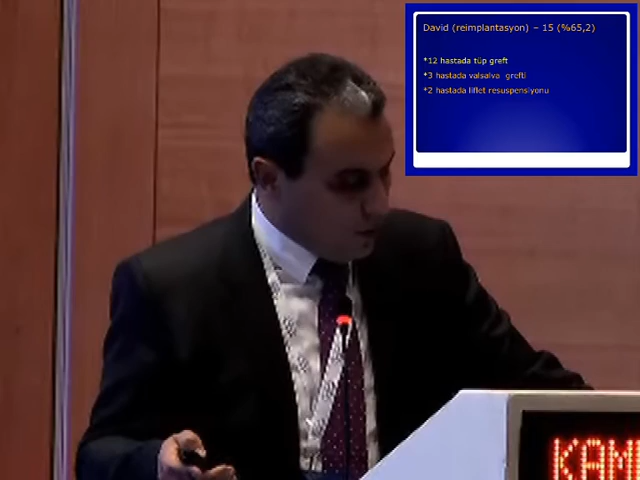 David (reimplantasyon) – 15 (%65,2)
*12 hastada tüp greft
*3 hastada valsalva grefti
*2 hastada liflet resuspensiyonu
KAM